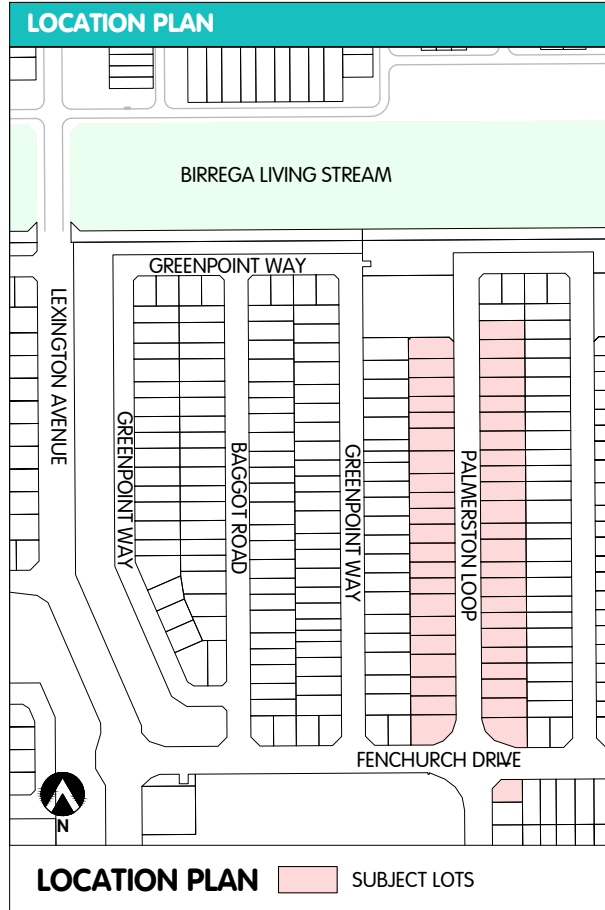 LOCATION PLAN
BIRREGA LIVING STREAM
GREENPOINT WAY
LEXINGTON AVENUE
GREENPOINT WAY
BAGGOT ROAD
GREENPOINT WAY
PALMERSTON LOOP
FENCHURCH DRIVE
N
LOCATION PLAN
SUBJECT LOTS